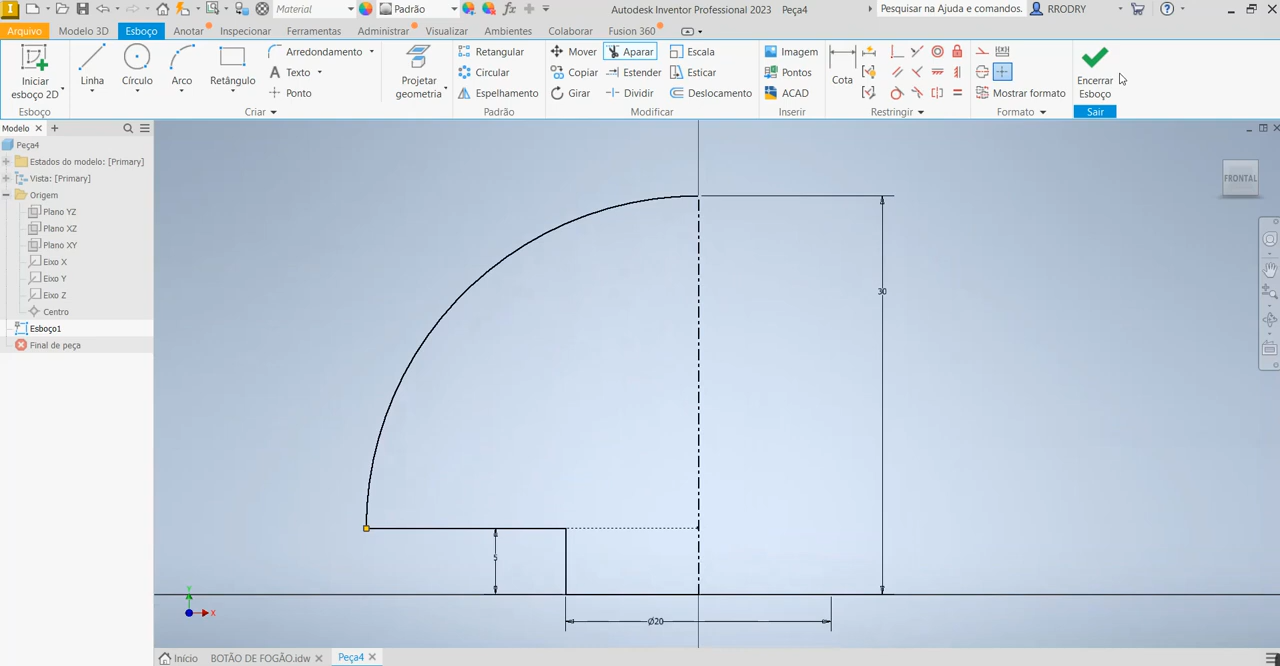 Material
Padrão
Autodesk Inventor Professional 2023
Peça4
Pesquisar na Ajuda e comandos.
RRODRY
Arquivo
Modelo 3D
Esboço
Anotar
Inspecionar
Ferramentas
Administrar
Visualizar
Ambientes
Colaborar
Fusion 360
Iniciar
esboço 2D
Linha
Círculo
Arco
Retângulo
Arredondamento
Texto
Ponto
Projetar
geometria
Retangular
Circular
Espelhamento
Mover
Copiar
Girar
Aparar
Estender
Dividir
Escala
Esticar
Deslocamento
Imagem
Pontos
ACAD
Cota
Mostrar formato
Encerrar
Esboço
Esboço
Criar
Padrão
Modificar
Inserir
Restringir
Formato
Sair
Modelo
Peça4
Estados do modelo: [Primary]
Vista: [Primary]
Origem
Plano YZ
Plano XZ
Plano XY
Eixo X
Eixo Y
Eixo Z
Centro
Esboço1
Final de peça
FRONTAL
30
5
Ø20
Y
X
Início
BOTÃO DE FOGÃO.idw
Peça4